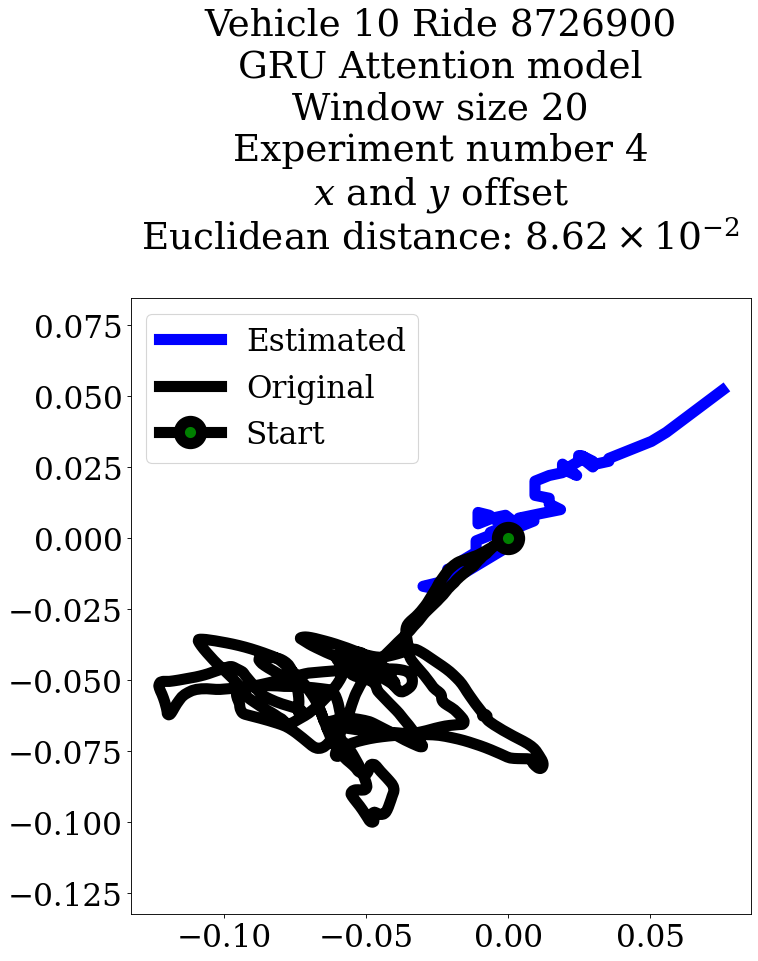 Vehicle 10 Ride 8726900
GRU Attention model
Window size 20
Experiment number 4
x and y offset
Euclidean distance: 8.62 × 10⁻²
Estimated
Original
Start
0.075
0.050
0.025
0.000
−0.025
−0.050
−0.075
−0.100
−0.125
−0.10 −0.05 0.00 0.05